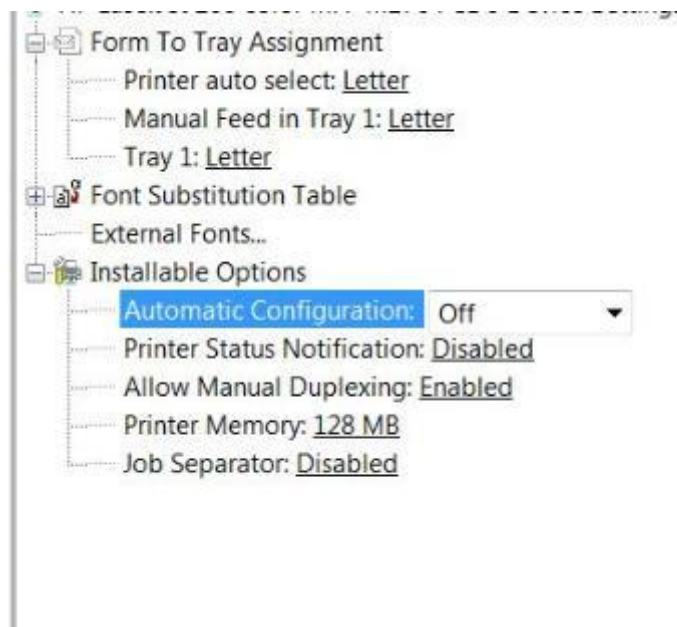 Form To Tray Assignment
Printer auto select: Letter
Manual Feed in Tray 1: Letter
Tray 1: Letter
Font Substitution Table
External Fonts...
Installable Options
Automatic Configuration: Off
Printer Status Notification: Disabled
Allow Manual Duplexing: Enabled
Printer Memory: 128 MB
Job Separator: Disabled